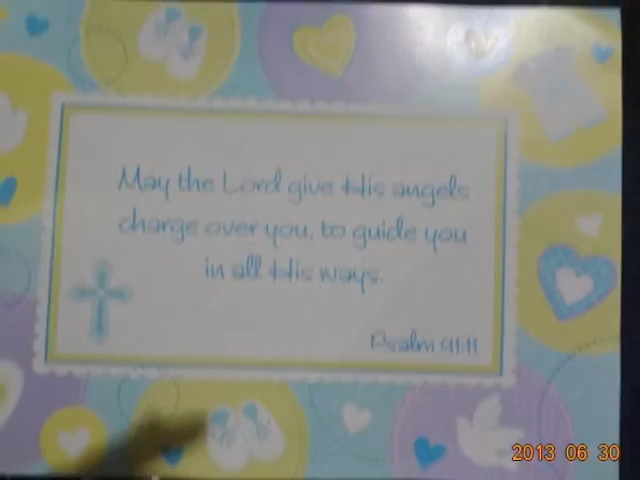 May the Lord give His angels
charge over you, to guide you
in all His ways.
Psalm 91:11
2013 06 30